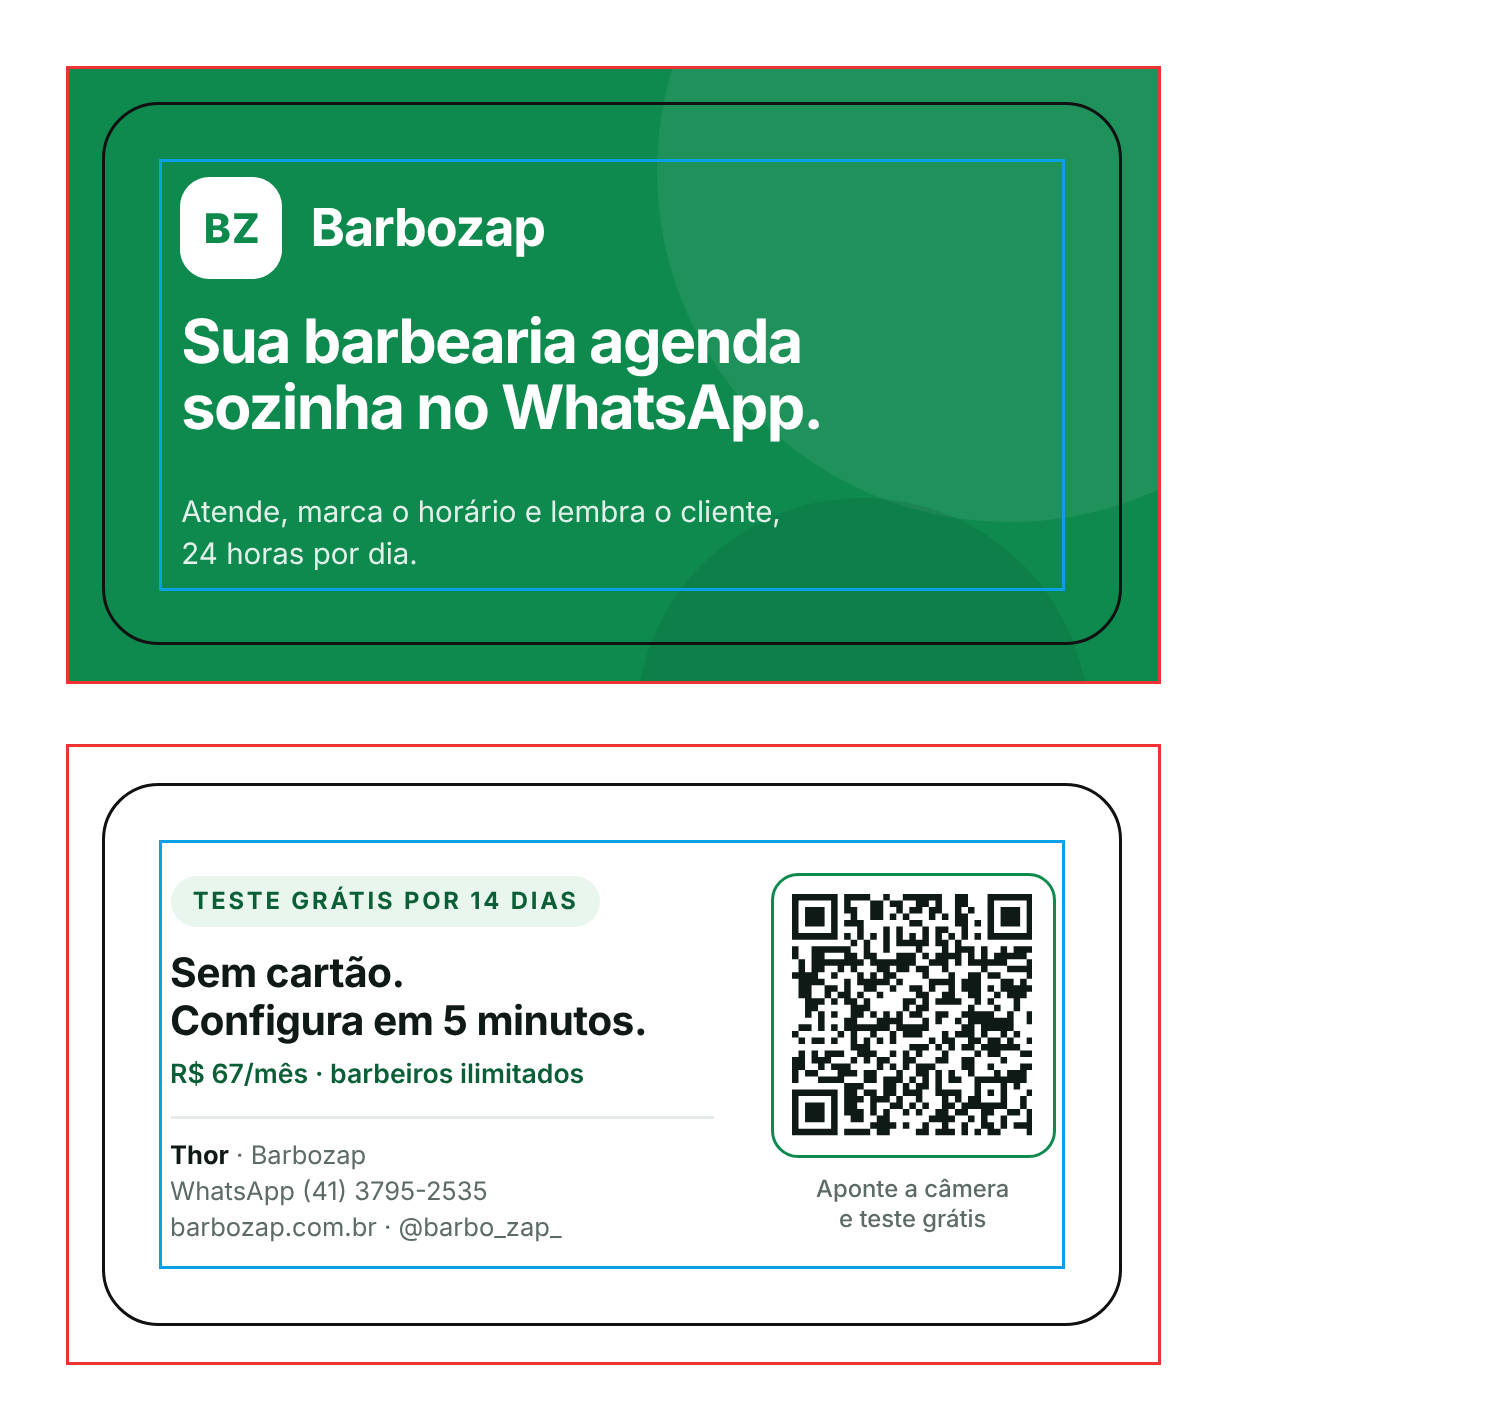 BZ
Barbozap
Sua barbearia agenda
sozinha no WhatsApp.
Atende, marca o horário e lembra o cliente,
24 horas por dia.
TESTE GRÁTIS POR 14 DIAS
Sem cartão.
Configura em 5 minutos.
R$ 67/mês · barbeiros ilimitados
Thor · Barbozap
WhatsApp (41) 3795-2535
barbozap.com.br · @barbo_zap_
Aponte a câmera
e teste grátis